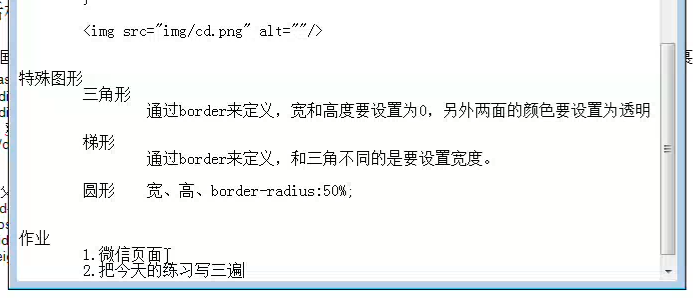 }
<img src="img/cd.png" alt=""/>
特殊图形
三角形
通过border来定义，宽和高度要设置为0，另外两面的颜色要设置为透明
梯形
通过border来定义，和三角不同的是要设置宽度。
圆形 宽、高、border-radius:50%;
作业
1.微信页面
2.把今天的练习写三遍